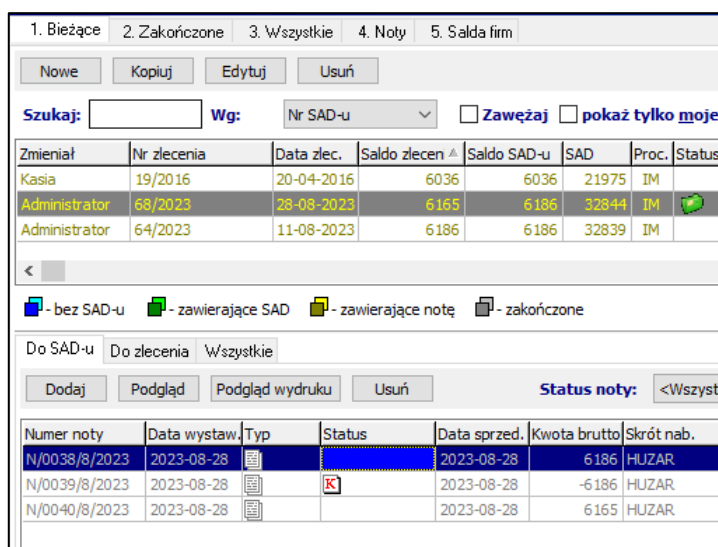 1. Bieżące 2. Zakończone 3. Wszystkie 4. Noty 5. Salda firm
Nowe Kopiuj Edytuj Usuń
Szukaj: Wg: Nr SAD-u Zawężaj pokaż tylko moje
Zmieniał Nr zlecenia Data zlec. Saldo zleceni Saldo SAD-u SAD Proc. Status
Kasia 19/2016 20-04-2016 6036 6036 21975 IM
Administrator 68/2023 28-08-2023 6165 6186 32844 IM
Administrator 64/2023 11-08-2023 6186 6186 32839 IM
- bez SAD-u - zawierające SAD - zawierające notę - zakończone
Do SAD-u Do zlecenia Wszystkie
Dodaj Podgląd Podgląd wydruku Usuń Status noty: <Wszyst
Numer noty Data wystaw. Typ Status Data sprzed. Kwota brutto Skrót nab.
N/0038/8/2023 2023-08-28 2023-08-28 6186 HUZAR
N/0039/8/2023 2023-08-28 K 2023-08-28 -6186 HUZAR
N/0040/8/2023 2023-08-28 2023-08-28 6165 HUZAR